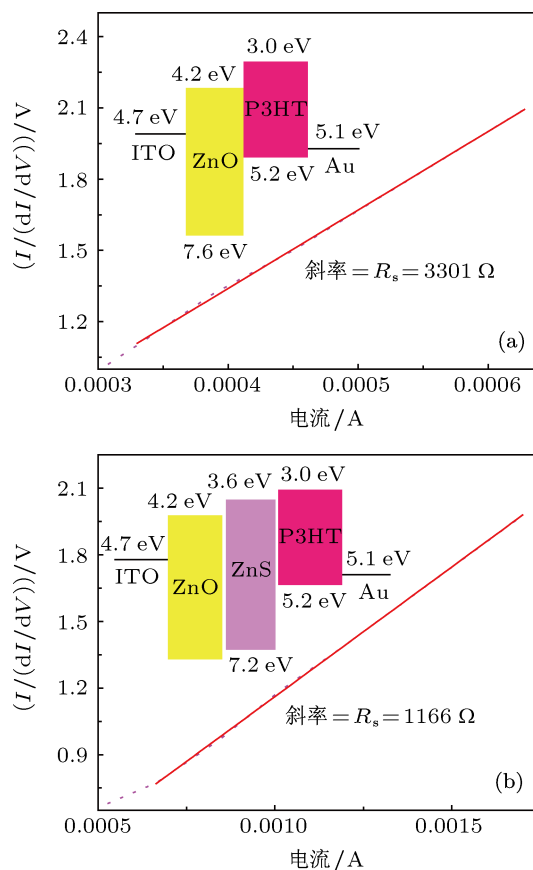 2.4
2.1
1.8
1.5
1.2
(I/(dI/dV))/V
3.0 eV
4.2 eV
P3HT
4.7 eV
ITO
ZnO
5.1 eV
Au
5.2 eV
7.6 eV
斜率=Rs=3301 Ω
(a)
0.0003 0.0004 0.0005 0.0006
电流/A
2.1
1.8
1.5
1.2
0.9
(I/(dI/dV))/V
3.6 eV 3.0 eV
4.2 eV
P3HT
4.7 eV
ITO
ZnO
ZnS
5.1 eV
Au
5.2 eV
7.2 eV
斜率=Rs=1166 Ω
(b)
0.0005 0.0010 0.0015
电流/A